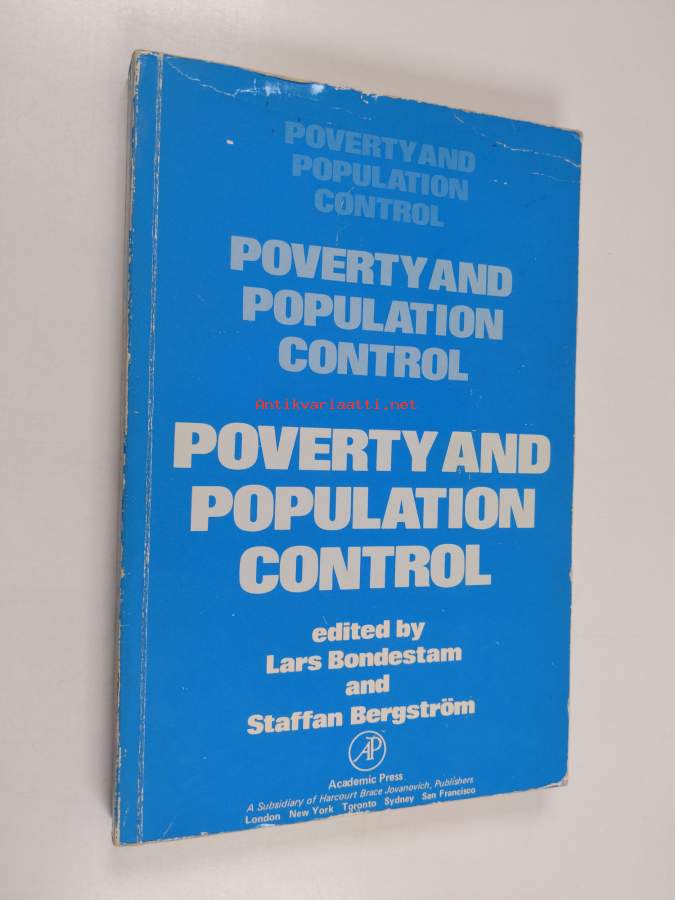 POVERTY AND
POPULATION
CONTROL
POVERTY AND
POPULATION
CONTROL
Antikvariaatti.net
POVERTY AND
POPULATION
CONTROL
edited by
Lars Bondestam
and
Staffan Bergström
AP
Academic Press
A Subsidiary of Harcourt Brace Jovanovich, Publishers
London New York Toronto Sydney San Francisco